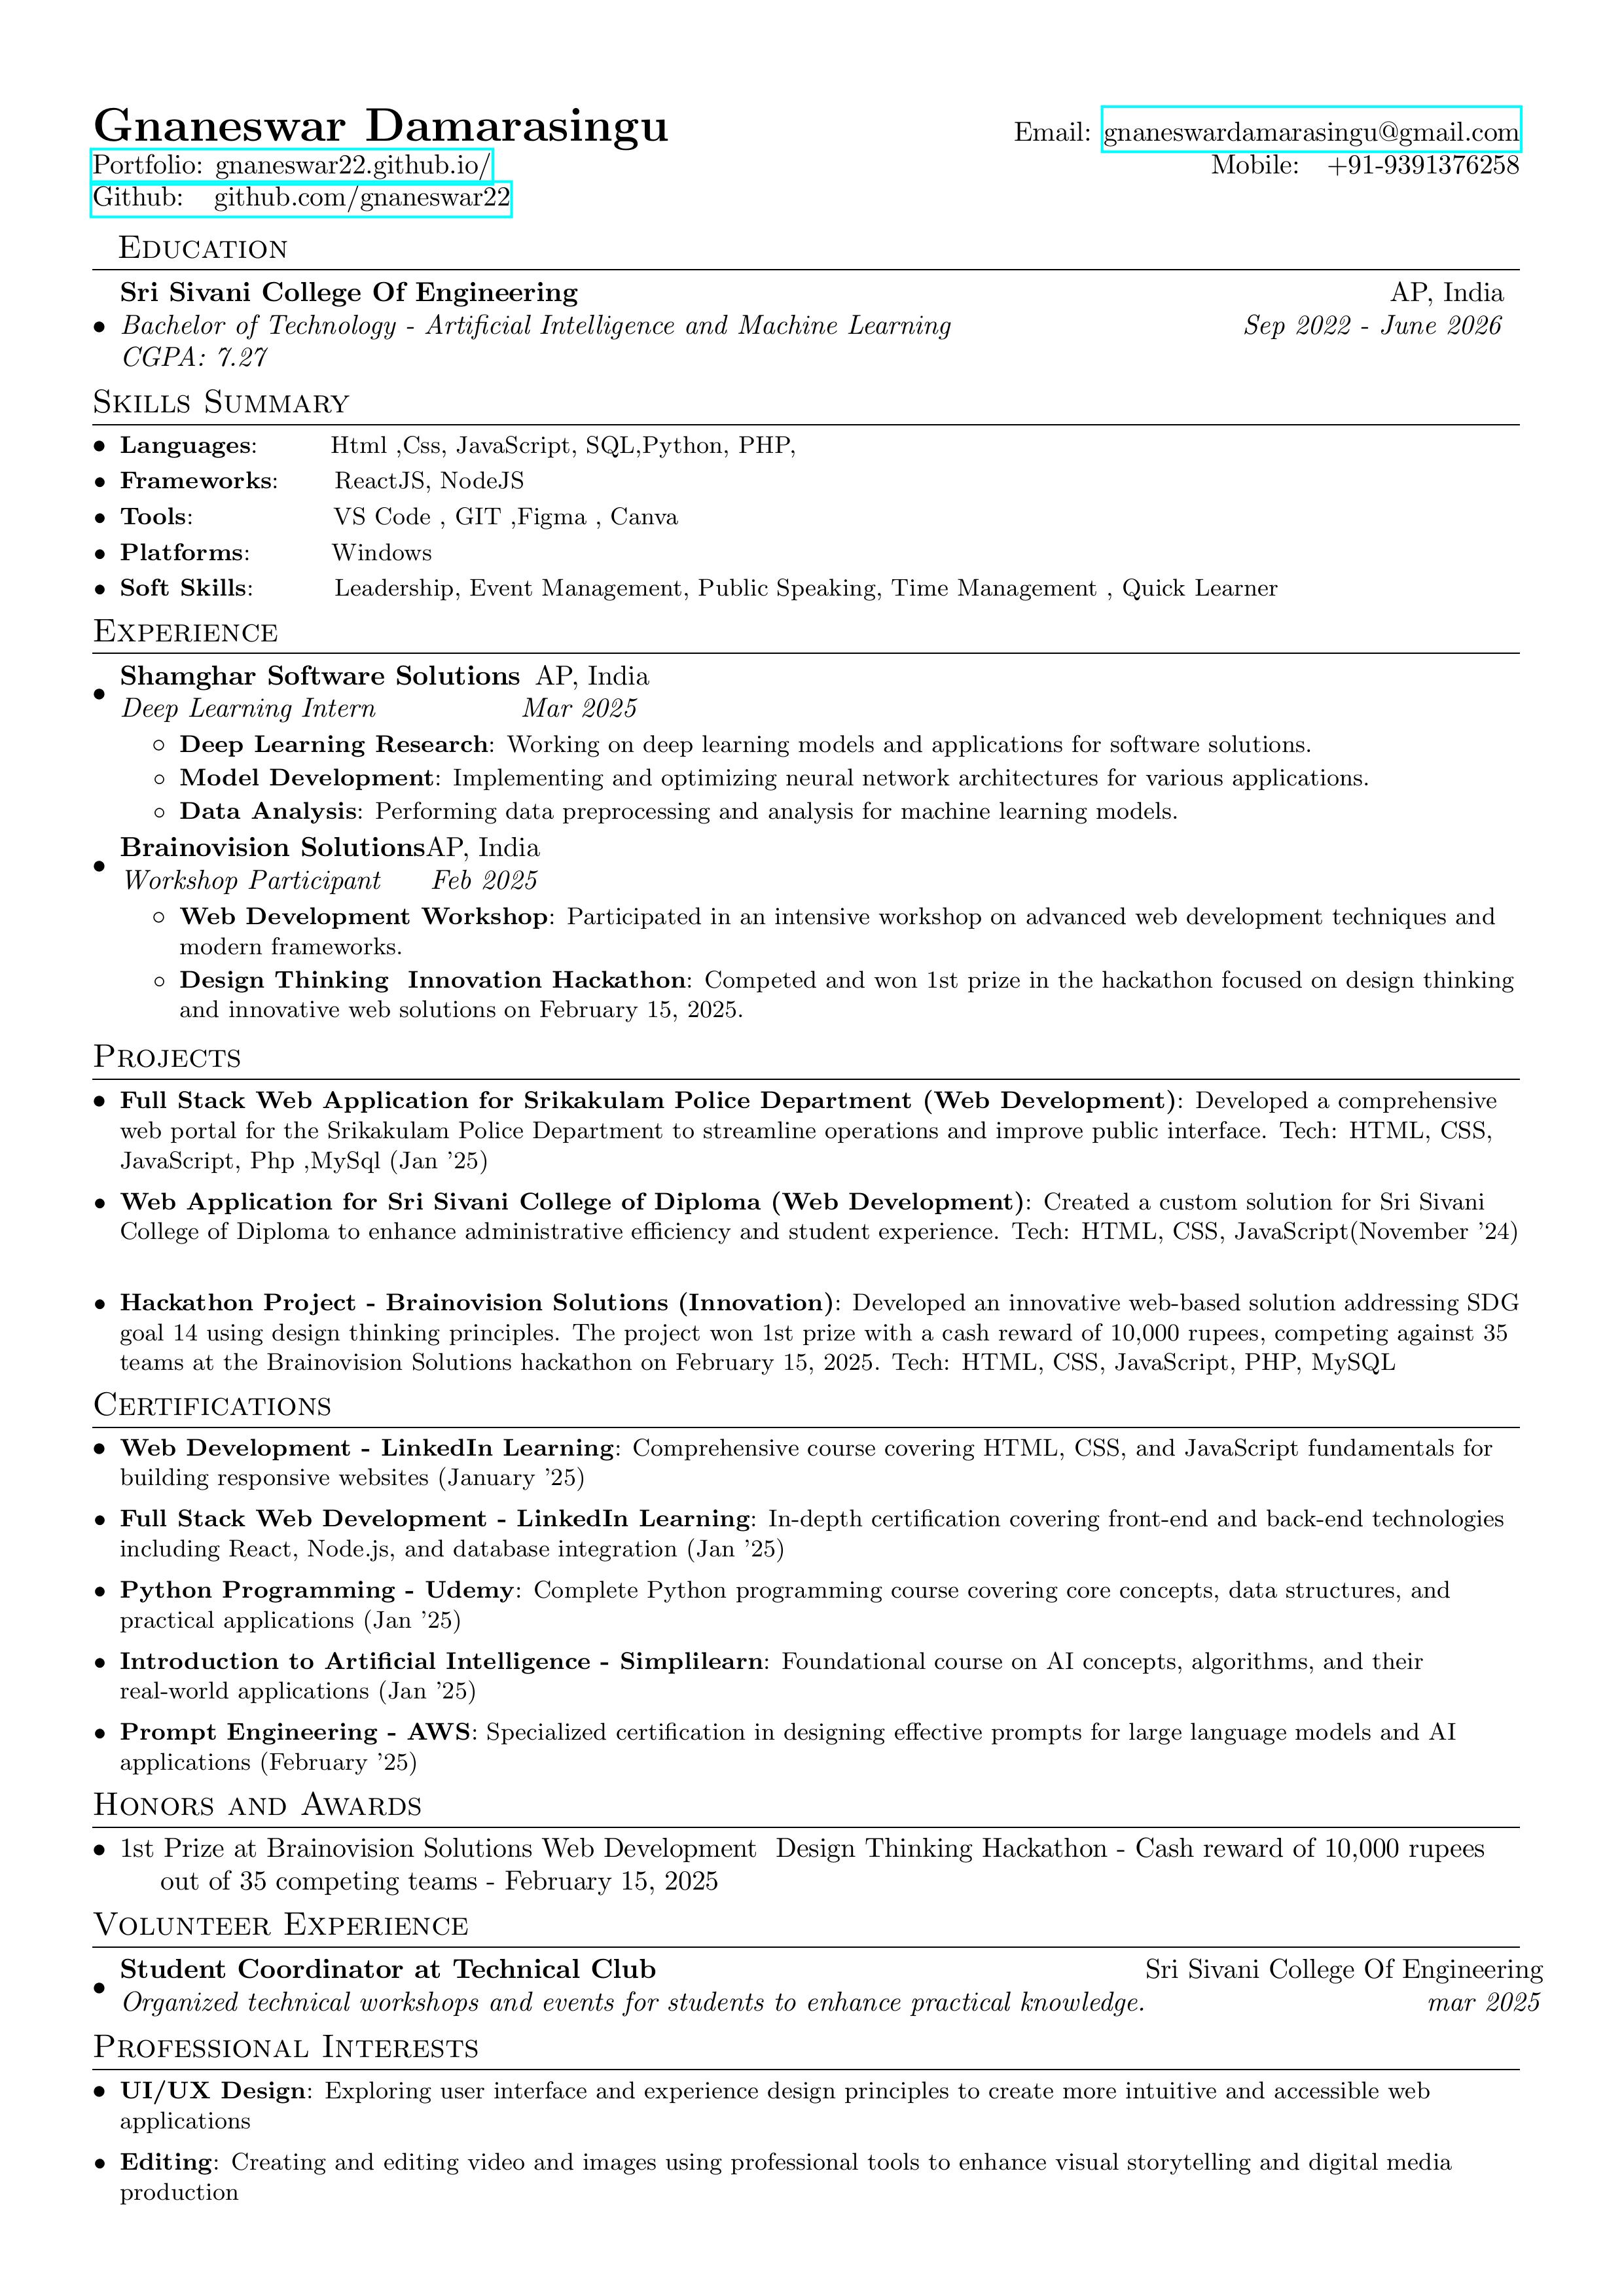 Gnaneswar Damarasingu Email: gnaneswardamarasingu@gmail.com
Portfolio: gnaneswar22.github.io/ Mobile: +91-9391376258
Github: github.com/gnaneswar22
Education
Sri Sivani College Of Engineering AP, India
• Bachelor of Technology - Artificial Intelligence and Machine Learning Sep 2022 - June 2026
CGPA: 7.27
Skills Summary
• Languages: Html ,Css, JavaScript, SQL,Python, PHP,
• Frameworks: ReactJS, NodeJS
• Tools: VS Code , GIT ,Figma , Canva
• Platforms: Windows
• Soft Skills: Leadership, Event Management, Public Speaking, Time Management , Quick Learner
Experience
• Shamghar Software Solutions AP, India
Deep Learning Intern Mar 2025
○ Deep Learning Research: Working on deep learning models and applications for software solutions.
○ Model Development: Implementing and optimizing neural network architectures for various applications.
○ Data Analysis: Performing data preprocessing and analysis for machine learning models.
• Brainovision SolutionsAP, India
Workshop Participant Feb 2025
○ Web Development Workshop: Participated in an intensive workshop on advanced web development techniques and
modern frameworks.
○ Design Thinking Innovation Hackathon: Competed and won 1st prize in the hackathon focused on design thinking
and innovative web solutions on February 15, 2025.
Projects
• Full Stack Web Application for Srikakulam Police Department (Web Development): Developed a comprehensive
web portal for the Srikakulam Police Department to streamline operations and improve public interface. Tech: HTML, CSS,
JavaScript, Php ,MySql (Jan ’25)
• Web Application for Sri Sivani College of Diploma (Web Development): Created a custom solution for Sri Sivani
College of Diploma to enhance administrative efficiency and student experience. Tech: HTML, CSS, JavaScript(November ’24)
• Hackathon Project - Brainovision Solutions (Innovation): Developed an innovative web-based solution addressing SDG
goal 14 using design thinking principles. The project won 1st prize with a cash reward of 10,000 rupees, competing against 35
teams at the Brainovision Solutions hackathon on February 15, 2025. Tech: HTML, CSS, JavaScript, PHP, MySQL
Certifications
• Web Development - LinkedIn Learning: Comprehensive course covering HTML, CSS, and JavaScript fundamentals for
building responsive websites (January ’25)
• Full Stack Web Development - LinkedIn Learning: In-depth certification covering front-end and back-end technologies
including React, Node.js, and database integration (Jan ’25)
• Python Programming - Udemy: Complete Python programming course covering core concepts, data structures, and
practical applications (Jan ’25)
• Introduction to Artificial Intelligence - Simplilearn: Foundational course on AI concepts, algorithms, and their
real-world applications (Jan ’25)
• Prompt Engineering - AWS: Specialized certification in designing effective prompts for large language models and AI
applications (February ’25)
Honors and Awards
• 1st Prize at Brainovision Solutions Web Development Design Thinking Hackathon - Cash reward of 10,000 rupees
out of 35 competing teams - February 15, 2025
Volunteer Experience
• Student Coordinator at Technical Club Sri Sivani College Of Engineering
Organized technical workshops and events for students to enhance practical knowledge. mar 2025
Professional Interests
• UI/UX Design: Exploring user interface and experience design principles to create more intuitive and accessible web
applications
• Editing: Creating and editing video and images using professional tools to enhance visual storytelling and digital media
production